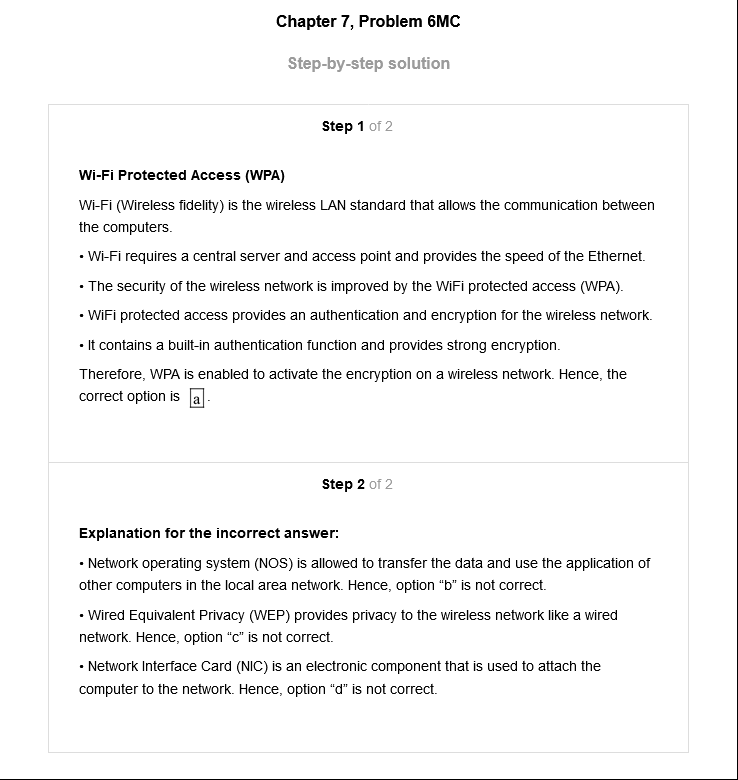 Chapter 7, Problem 6MC
Step-by-step solution
Step 1 of 2
Wi-Fi Protected Access (WPA)
Wi-Fi (Wireless fidelity) is the wireless LAN standard that allows the communication between
the computers.
• Wi-Fi requires a central server and access point and provides the speed of the Ethernet.
• The security of the wireless network is improved by the WiFi protected access (WPA).
• WiFi protected access provides an authentication and encryption for the wireless network.
• It contains a built-in authentication function and provides strong encryption.
Therefore, WPA is enabled to activate the encryption on a wireless network. Hence, the
correct option is a .
Step 2 of 2
Explanation for the incorrect answer:
• Network operating system (NOS) is allowed to transfer the data and use the application of
other computers in the local area network. Hence, option “b” is not correct.
• Wired Equivalent Privacy (WEP) provides privacy to the wireless network like a wired
network. Hence, option “c” is not correct.
• Network Interface Card (NIC) is an electronic component that is used to attach the
computer to the network. Hence, option “d” is not correct.